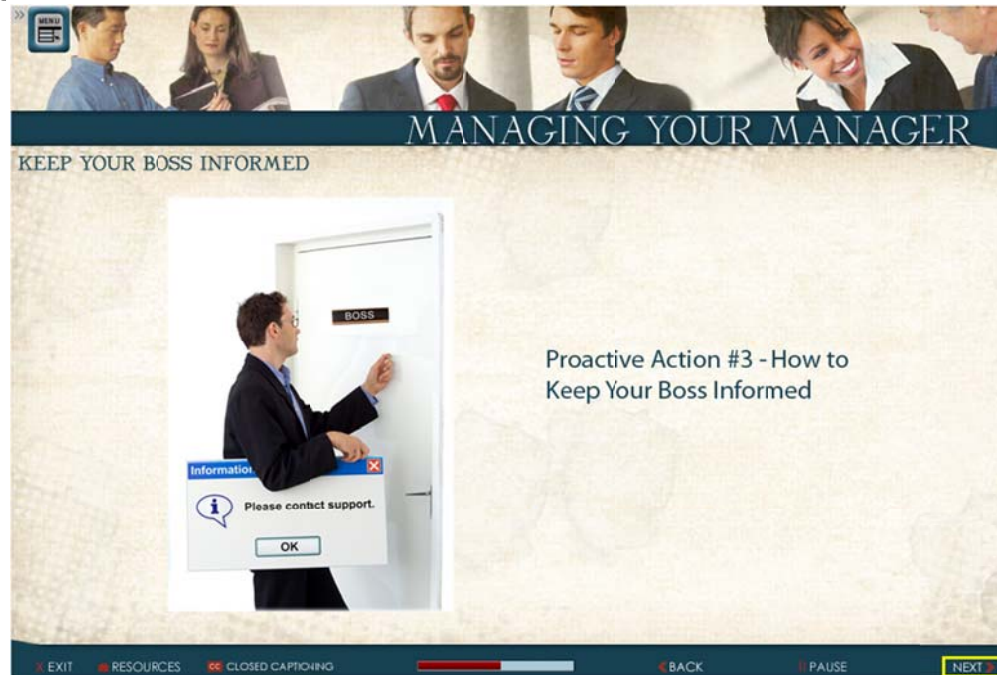 »
MENU
MANAGING YOUR MANAGER
KEEP YOUR BOSS INFORMED
BOSS
Proactive Action #3 - How to
Keep Your Boss Informed
Information
Please contact support.
OK
X EXIT RESOURCES CC CLOSED CAPTIONING « BACK || PAUSE NEXT »